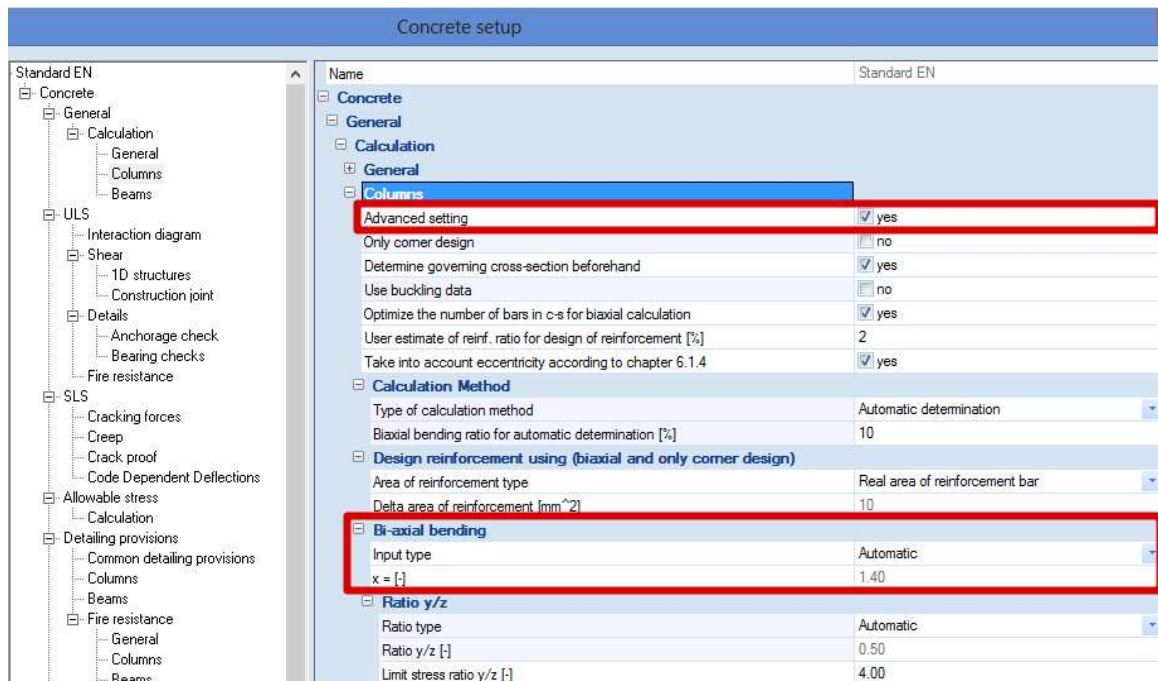 Concrete setup
Standard EN
Concrete
General
Calculation
General
Columns
Beams
ULS
Interaction diagram
Shear
1D structures
Construction joint
Details
Anchorage check
Bearing checks
Fire resistance
SLS
Cracking forces
Creep
Crack proof
Code Dependent Deflections
Allowable stress
Calculation
Detailing provisions
Common detailing provisions
Columns
Beams
Fire resistance
General
Columns
Beams
Name Standard EN
Concrete
General
Calculation
General
Columns
Advanced setting yes
Only corner design no
Determine governing cross-section beforehand yes
Use buckling data no
Optimize the number of bars in c-s for biaxial calculation yes
User estimate of reinf. ratio for design of reinforcement [%] 2
Take into account eccentricity according to chapter 6.1.4 yes
Calculation Method
Type of calculation method Automatic determination
Biaxial bending ratio for automatic determination [%] 10
Design reinforcement using (biaxial and only corner design)
Area of reinforcement type Real area of reinforcement bar
Delta area of reinforcement [mm^2] 10
Bi-axial bending
Input type Automatic
x = [-] 1.40
Ratio y/z
Ratio type Automatic
Ratio y/z [-] 0.50
Limit stress ratio y/z [-] 4.00